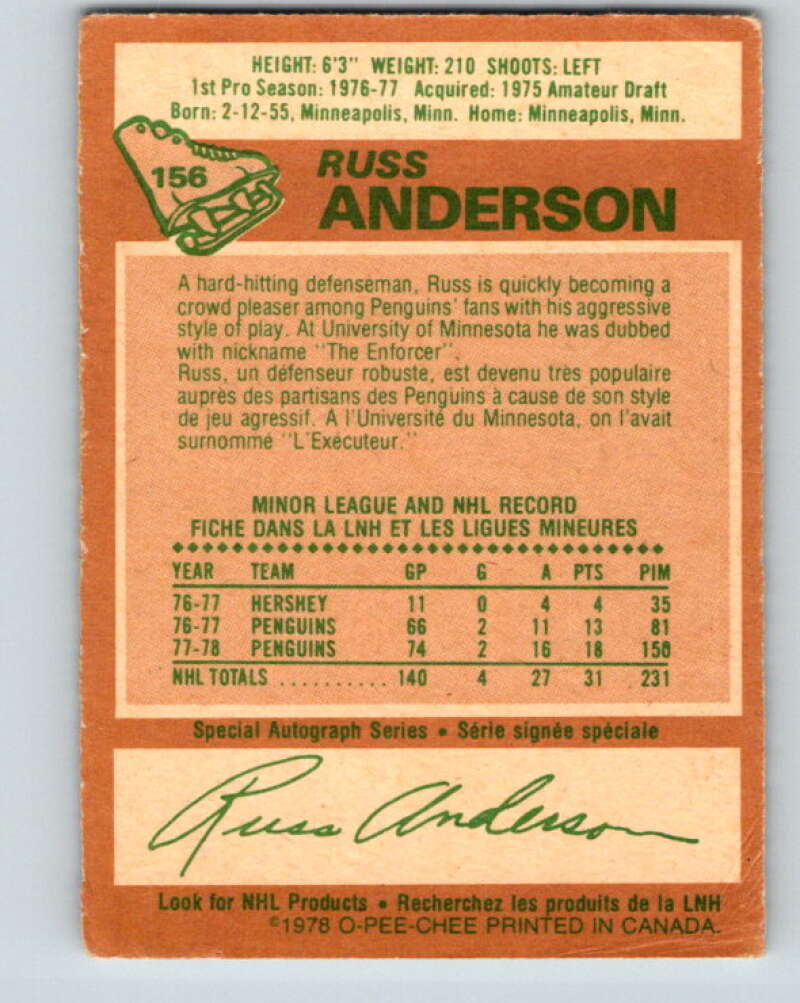 HEIGHT: 6'3" WEIGHT: 210 SHOOTS: LEFT
1st Pro Season: 1976-77 Acquired: 1975 Amateur Draft
Born: 2-12-55, Minneapolis, Minn. Home: Minneapolis, Minn.
156
RUSS
ANDERSON
A hard-hitting defenseman, Russ is quickly becoming a
crowd pleaser among Penguins' fans with his aggressive
style of play. At University of Minnesota he was dubbed
with nickname "The Enforcer".
Russ, un défenseur robuste, est devenu très populaire
auprès des partisans des Penguins à cause de son style
de jeu agressif. A l'Université du Minnesota, on l'avait
surnommé "L'Exécuteur."
MINOR LEAGUE AND NHL RECORD
FICHE DANS LA LNH ET LES LIGUES MINEURES
YEAR TEAM GP G A PTS PIM
76-77 HERSHEY 11 0 4 4 35
76-77 PENGUINS 66 2 11 13 81
77-78 PENGUINS 74 2 16 18 150
NHL TOTALS .......... 140 4 27 31 231
Special Autograph Series • Série signée spéciale
Russ Anderson
Look for NHL Products • Recherchez les produits de la LNH
©1978 O-PEE-CHEE PRINTED IN CANADA.